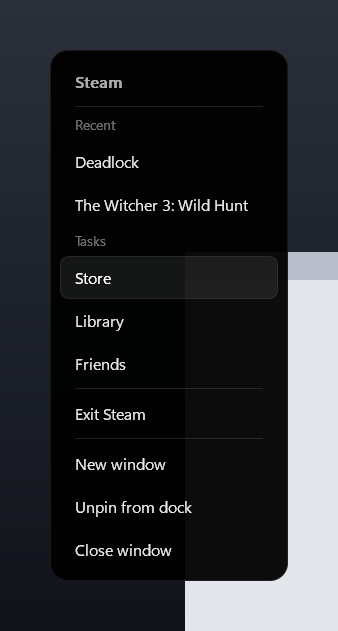 Steam
Recent
Deadlock
The Witcher 3: Wild Hunt
Tasks
Store
Library
Friends
Exit Steam
New window
Unpin from dock
Close window